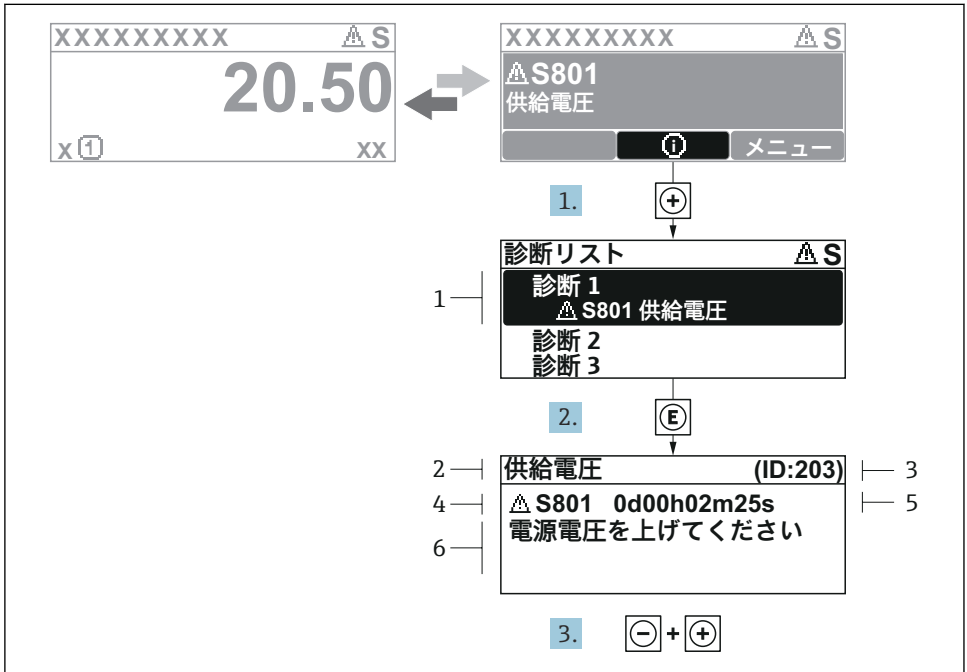 XXXXXXXXX ⚠ S
20.50
x 1 XX
XXXXXXXXX ⚠ S
⚠ S801
供給電圧
i メニュー
1. +
診断リスト ⚠ S
1
診断 1
⚠ S801 供給電圧
診断 2
診断 3
2. E
2 供給電圧 (ID:203) 3
4 ⚠ S801 0d00h02m25s 5
6 電源電圧を上げてください
3. - + +